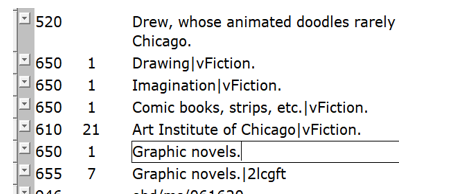 520 Drew, whose animated doodles rarely
Chicago.
650 1 Drawing|vFiction.
650 1 Imagination|vFiction.
650 1 Comic books, strips, etc.|vFiction.
610 21 Art Institute of Chicago|vFiction.
650 1 Graphic novels.
655 7 Graphic novels.|2lcgft